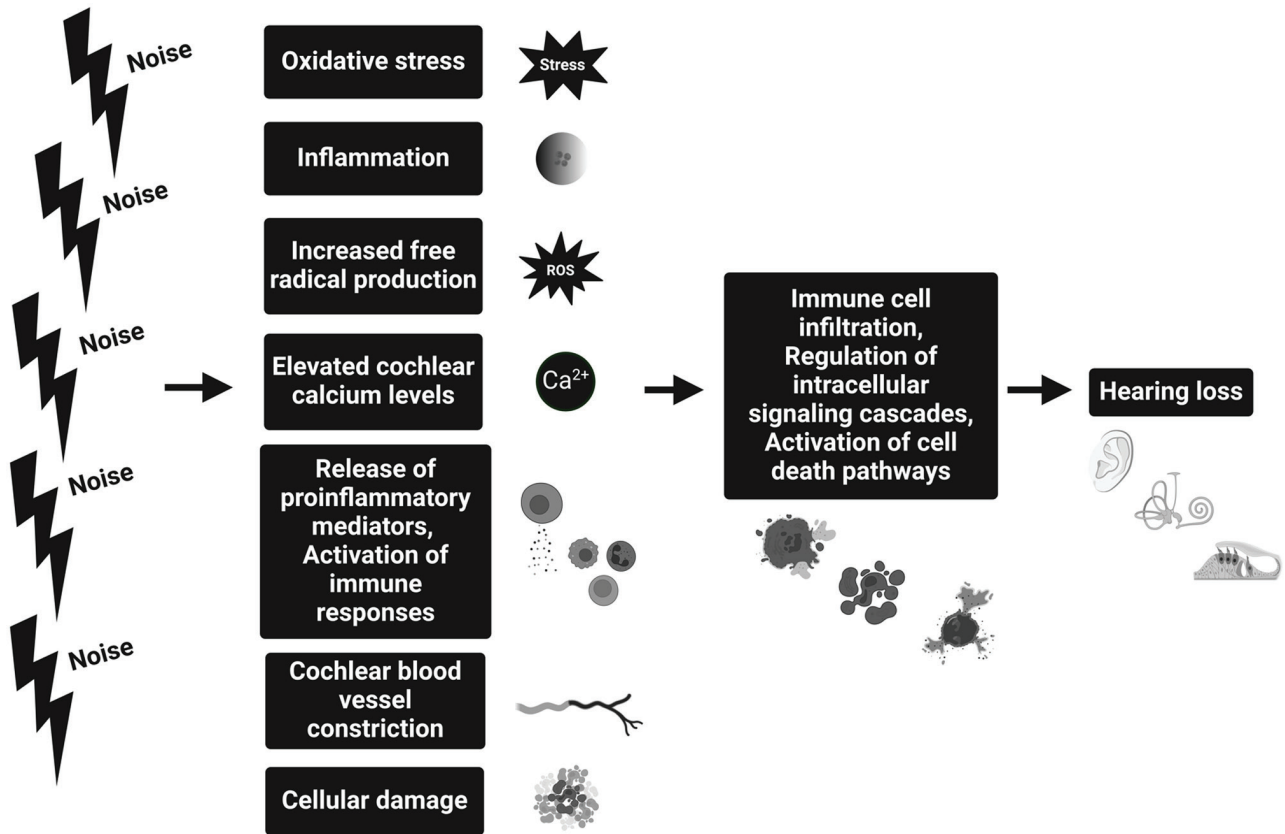 Noise
Noise
Noise
Noise
Noise
Oxidative stress
Stress
Inflammation
Increased free
radical production
ROS
Elevated cochlear
calcium levels
Ca²⁺
Release of
proinflammatory
mediators,
Activation of
immune
responses
Cochlear blood
vessel
constriction
Cellular damage
Immune cell
infiltration,
Regulation of
intracellular
signaling cascades,
Activation of cell
death pathways
Hearing loss